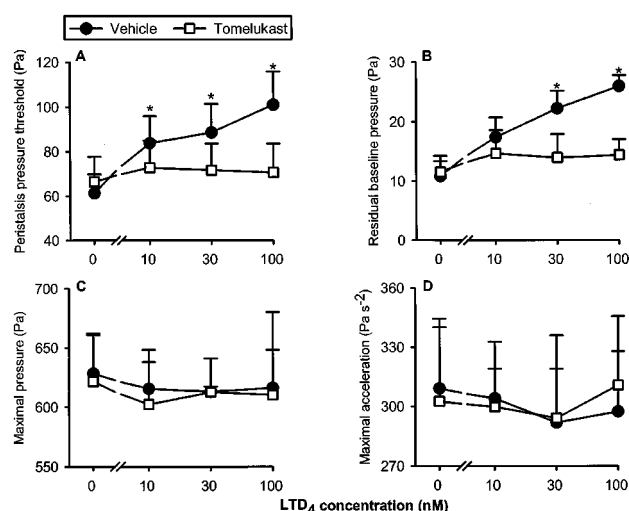 Vehicle Tomelukast
A
Peristalsis pressure threshold (Pa)
120
100
80
60
40
* * *
0 10 30 100
B
Residual baseline pressure (Pa)
30
20
10
0
* *
0 10 30 100
C
Maximal pressure (Pa)
700
650
600
550
0 10 30 100
D
Maximal acceleration (Pa s-2)
360
330
300
270
0 10 30 100
LTD4 concentration (nM)